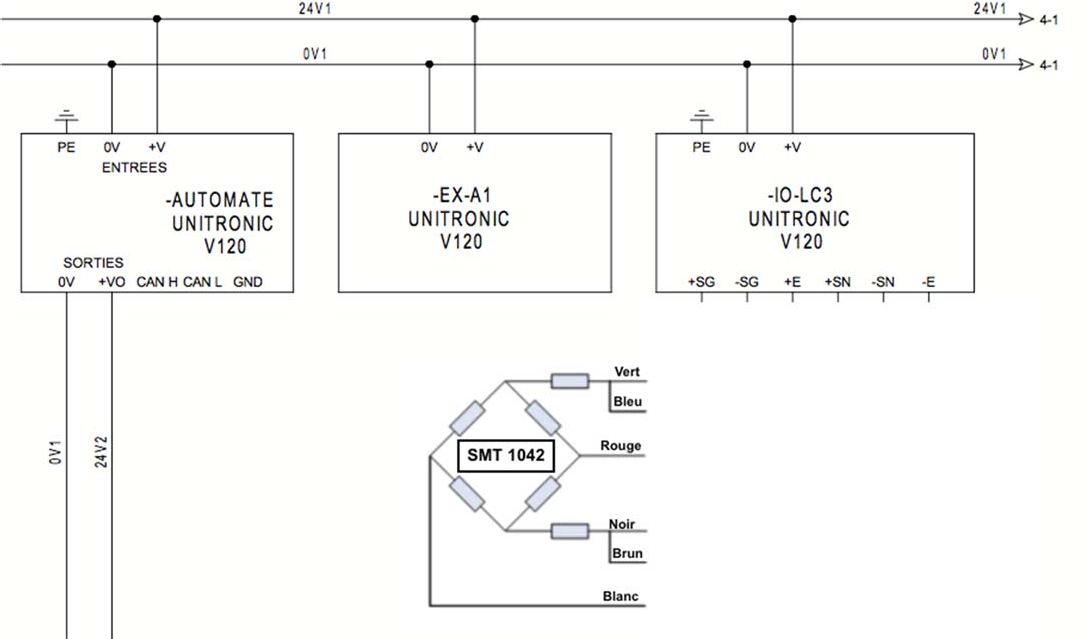 24V1
24V1
4-1
0V1
0V1
4-1
PE 0V +V
ENTREES
-AUTOMATE
UNITRONIC
V120
SORTIES
0V +VO CAN H CAN L GND
0V +V
-EX-A1
UNITRONIC
V120
PE 0V +V
-IO-LC3
UNITRONIC
V120
+SG -SG +E +SN -SN -E
0V1
24V2
Vert
Bleu
Rouge
SMT 1042
Noir
Brun
Blanc